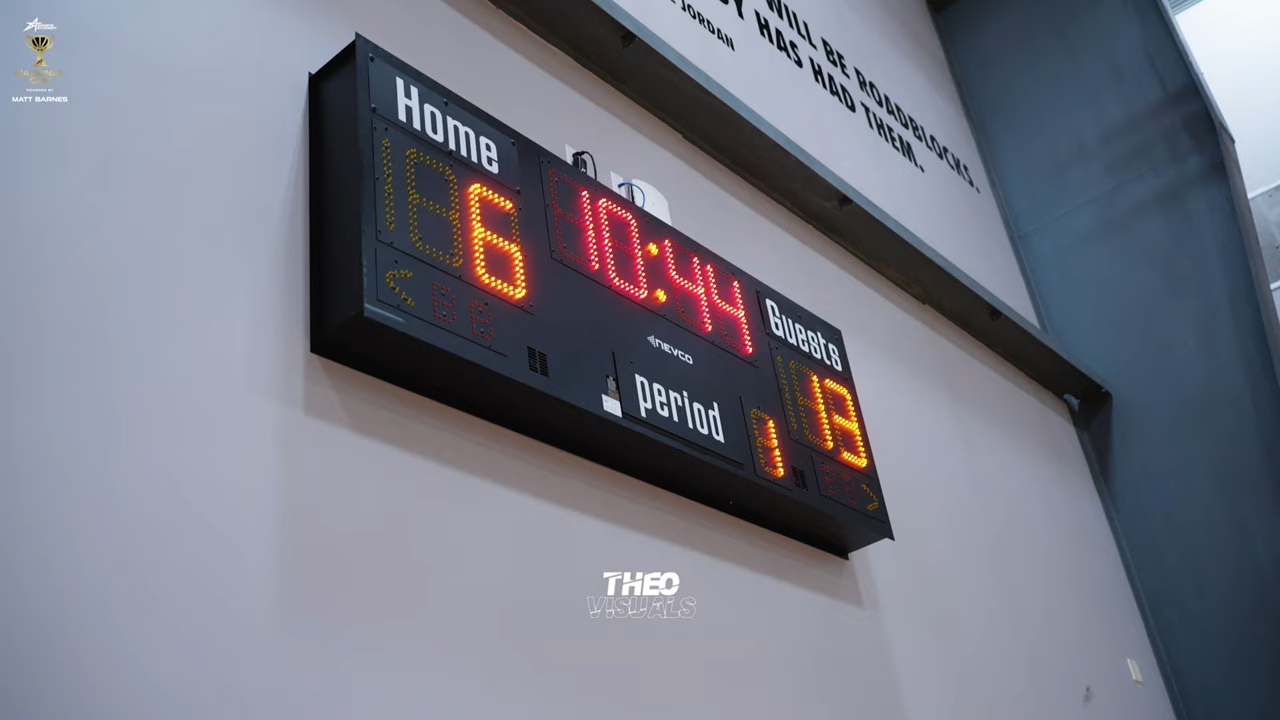 MATT BARNES
WILL BE ROADBLOCKS.
HAS HAD THEM.
JORDAN
Home
6
10:44
Guests
13
NEVCO
period
1
THEO
VISUALS